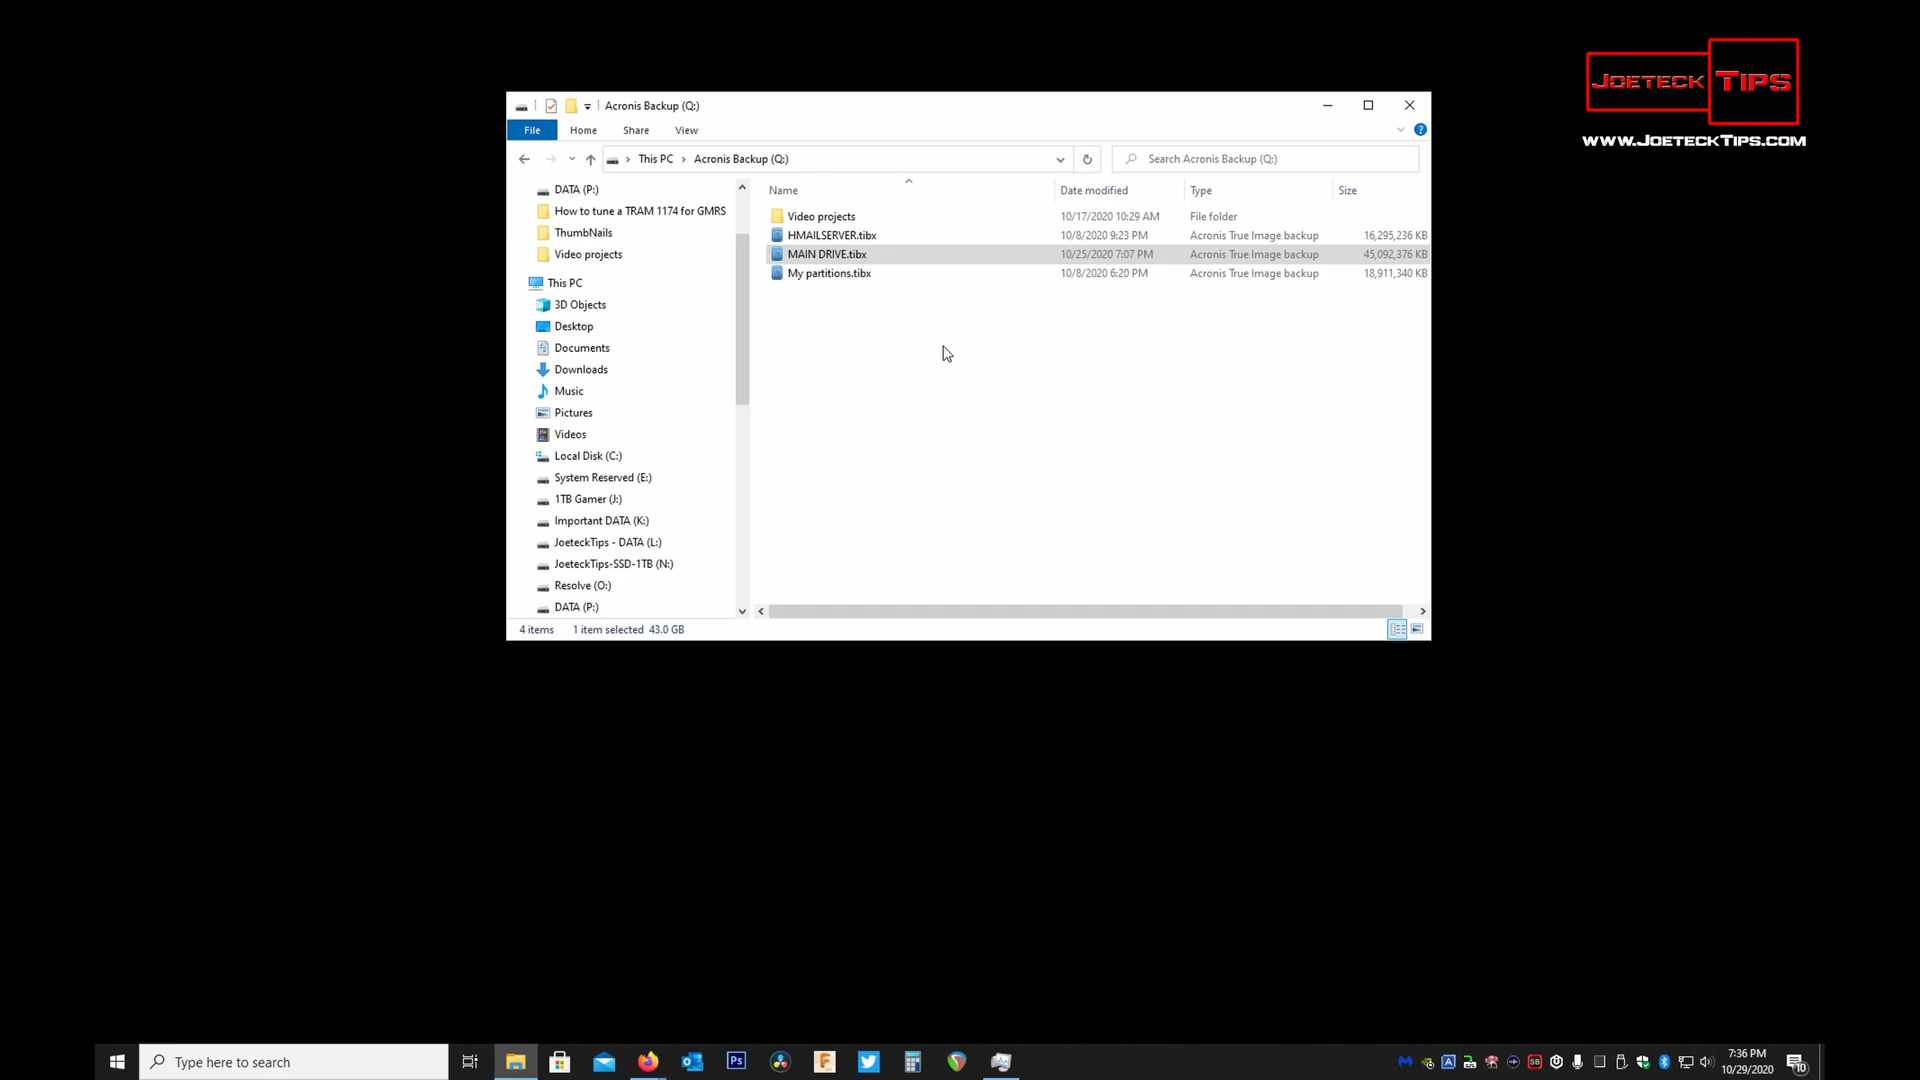 JOETECK TIPS
WWW.JOETECKTIPS.COM
Acronis Backup (Q:)
File Home Share View
This PC Acronis Backup (Q:) Search Acronis Backup (Q:)
DATA (P:)
How to tune a TRAM 1174 for GMRS
ThumbNails
Video projects
This PC
3D Objects
Desktop
Documents
Downloads
Music
Pictures
Videos
Local Disk (C:)
System Reserved (E:)
1TB Gamer (J:)
Important DATA (K:)
JoeteckTips - DATA (L:)
JoeteckTips-SSD-1TB (N:)
Resolve (O:)
DATA (P:)
Name Date modified Type Size
Video projects 10/17/2020 10:29 AM File folder
HMAILSERVER.tibx 10/8/2020 9:23 PM Acronis True Image backup 16,295,236 KB
MAIN DRIVE.tibx 10/25/2020 7:07 PM Acronis True Image backup 45,092,376 KB
My partitions.tibx 10/8/2020 6:20 PM Acronis True Image backup 18,911,340 KB
4 items 1 item selected 43.0 GB
Type here to search
Ps
F
A
SB
7:36 PM
10/29/2020
10